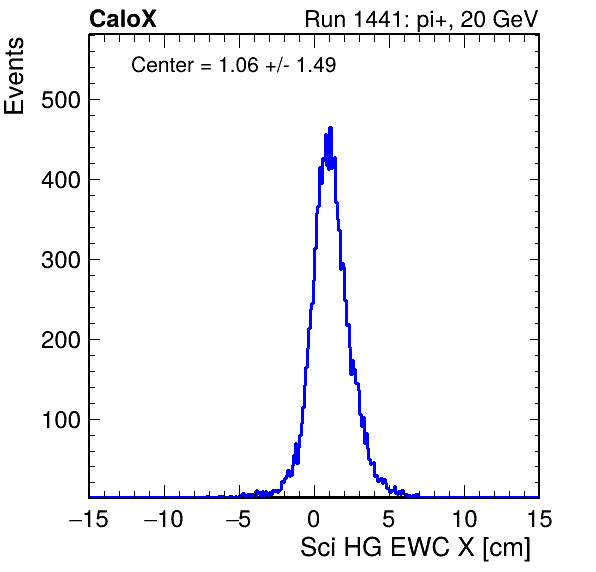 CaloX Run 1441: pi+, 20 GeV
Events
Center = 1.06 +/- 1.49
500
400
300
200
100
−15 −10 −5 0 5 10 15
Sci HG EWC X [cm]